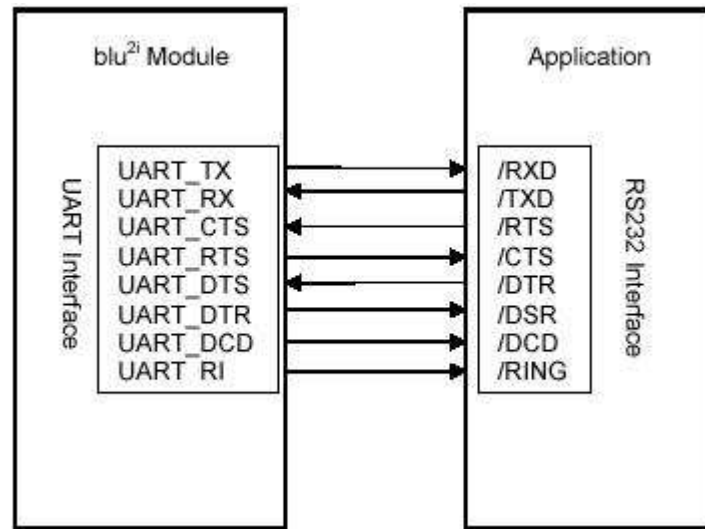 blu2i Module
Application
UART Interface
UART_TX
UART_RX
UART_CTS
UART_RTS
UART_DTS
UART_DTR
UART_DCD
UART_RI
/RXD
/TXD
/RTS
/CTS
/DTR
/DSR
/DCD
/RING
RS232 Interface